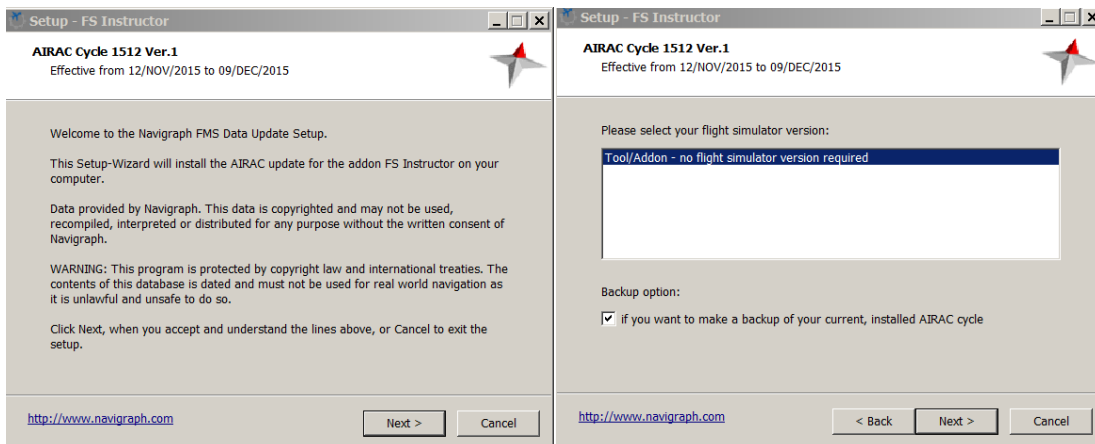 Setup - FS Instructor
AIRAC Cycle 1512 Ver.1
Effective from 12/NOV/2015 to 09/DEC/2015
Welcome to the Navigraph FMS Data Update Setup.
This Setup-Wizard will install the AIRAC update for the addon FS Instructor on your
computer.
Data provided by Navigraph. This data is copyrighted and may not be used,
recompiled, interpreted or distributed for any purpose without the written consent of
Navigraph.
WARNING: This program is protected by copyright law and international treaties. The
contents of this database is dated and must not be used for real world navigation as
it is unlawful and unsafe to do so.
Click Next, when you accept and understand the lines above, or Cancel to exit the
setup.
http://www.navigraph.com
Next >
Cancel
Setup - FS Instructor
AIRAC Cycle 1512 Ver.1
Effective from 12/NOV/2015 to 09/DEC/2015
Please select your flight simulator version:
Tool/Addon - no flight simulator version required
Backup option:
if you want to make a backup of your current, installed AIRAC cycle
http://www.navigraph.com
< Back
Next >
Cancel